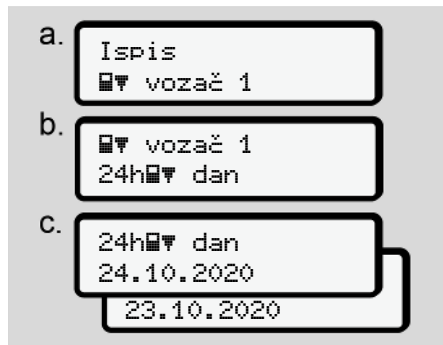 a.
Ispis
vozač 1
b.
vozač 1
24h dan
c.
24h dan
24.10.2020
23.10.2020